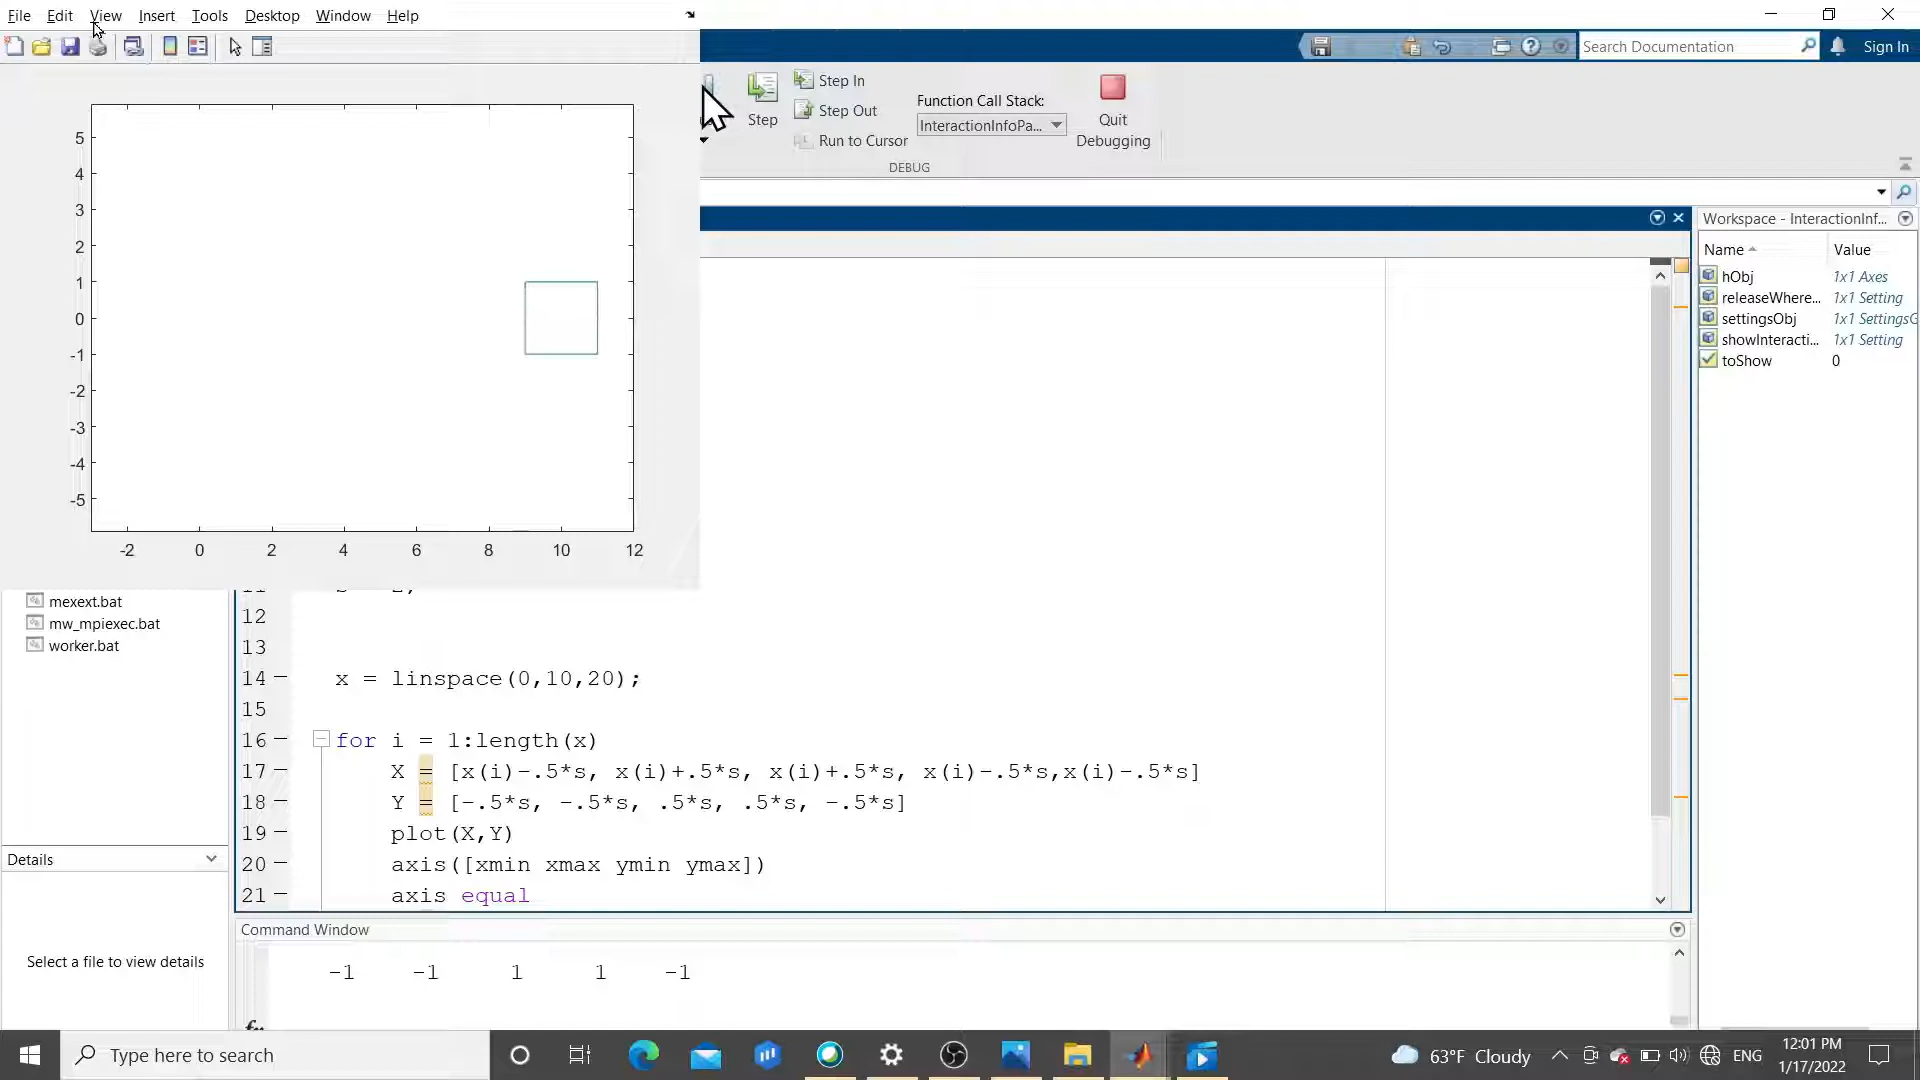 File Edit View Insert Tools Desktop Window Help
Search Documentation
Sign In
Step
Step In
Step Out
Run to Cursor
Function Call Stack:
InteractionInfoPa...
Quit
Debugging
DEBUG
5
4
3
2
1
0
-1
-2
-3
-4
-5
-2 0 2 4 6 8 10 12
Workspace - InteractionInf...
Name Value
hObj 1x1 Axes
releaseWhere... 1x1 Setting
settingsObj 1x1 SettingsG
showInteracti... 1x1 Setting
toShow 0
mexext.bat
mw_mpiexec.bat
worker.bat
Details
Select a file to view details
12
13
14 x = linspace(0,10,20);
15
16 for i = 1:length(x)
17 X = [x(i)-.5*s, x(i)+.5*s, x(i)+.5*s, x(i)-.5*s,x(i)-.5*s]
18 Y = [-.5*s, -.5*s, .5*s, .5*s, -.5*s]
19 plot(X,Y)
20 axis([xmin xmax ymin ymax])
21 axis equal
Command Window
-1 -1 1 1 -1
Type here to search
63°F Cloudy
ENG
12:01 PM
1/17/2022